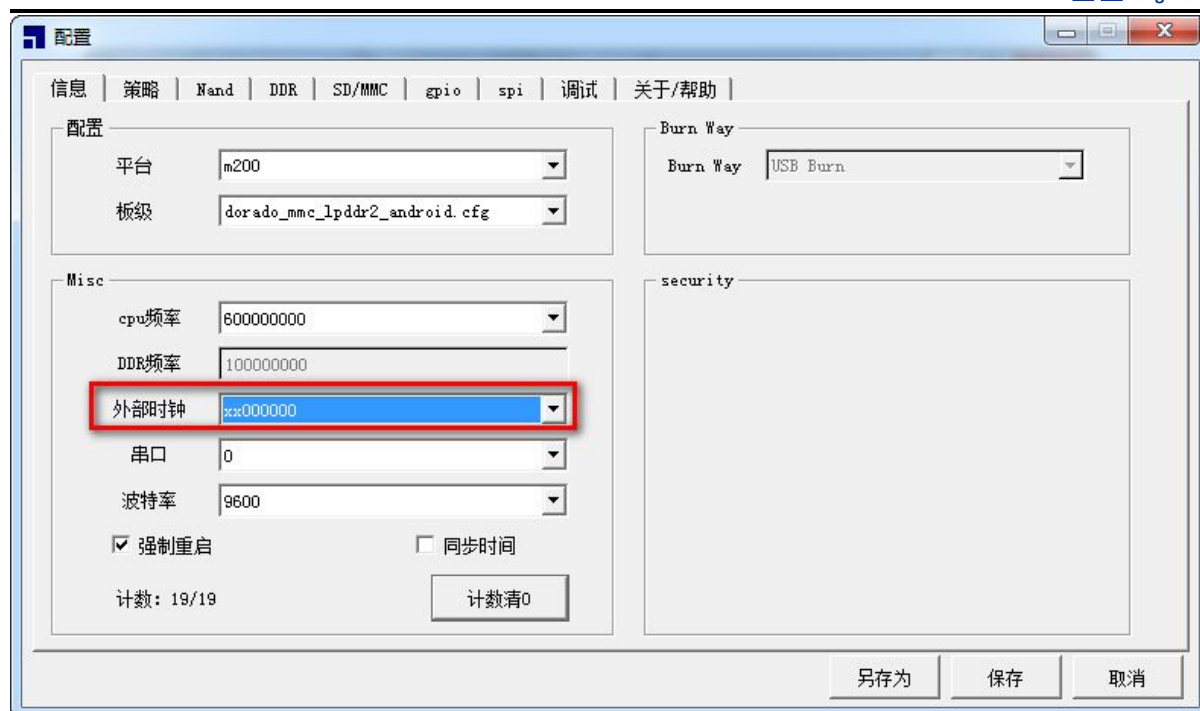 配置
信息 策略 Nand DDR SD/MMC gpio spi 调试 关于/帮助
配置
平台 m200
板级 dorado_mmc_lpddr2_android.cfg
Burn Way
Burn Way USB Burn
Misc
cpu频率 600000000
DDR频率 100000000
外部时钟 xx000000
串口 0
波特率 9600
强制重启 同步时间
计数: 19/19 计数清0
security
另存为 保存 取消